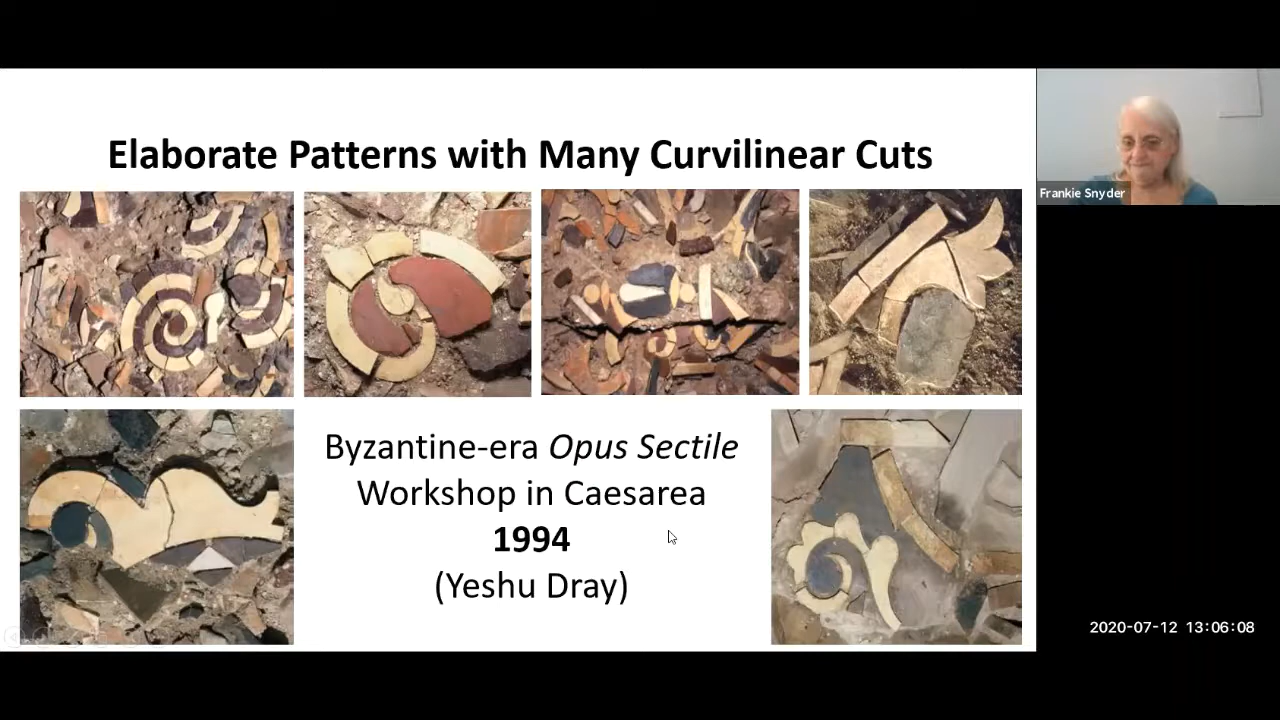 Elaborate Patterns with Many Curvilinear Cuts
Frankie Snyder
Byzantine-era Opus Sectile
Workshop in Caesarea
1994
(Yeshu Dray)
2020-07-12 13:06:08